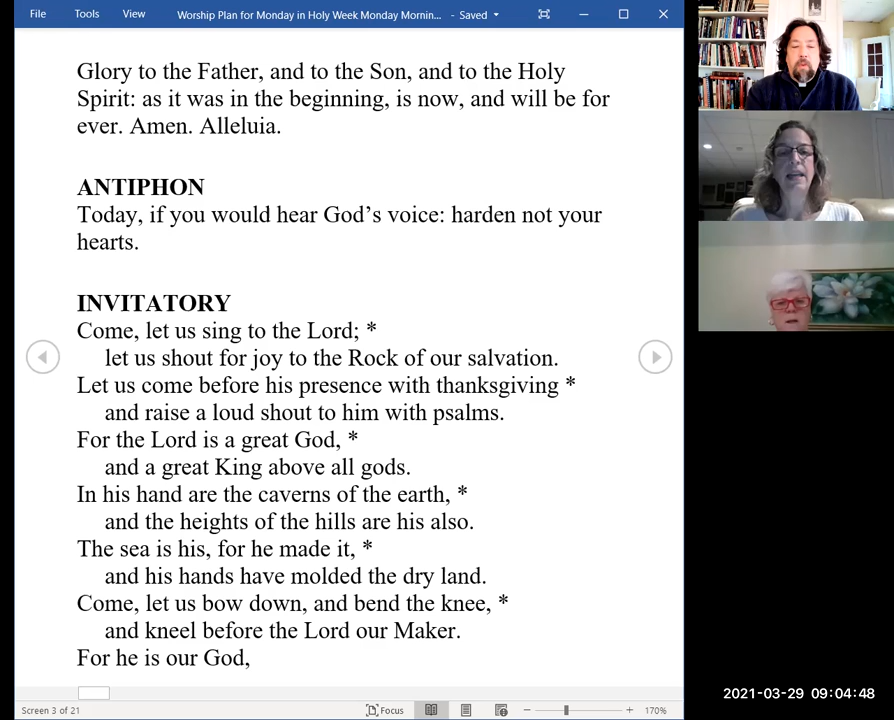 File Tools View Worship Plan for Monday in Holy Week Monday Mornin... - Saved
Glory to the Father, and to the Son, and to the Holy
Spirit: as it was in the beginning, is now, and will be for
ever. Amen. Alleluia.
ANTIPHON
Today, if you would hear God’s voice: harden not your
hearts.
INVITATORY
Come, let us sing to the Lord; *
let us shout for joy to the Rock of our salvation.
Let us come before his presence with thanksgiving *
and raise a loud shout to him with psalms.
For the Lord is a great God, *
and a great King above all gods.
In his hand are the caverns of the earth, *
and the heights of the hills are his also.
The sea is his, for he made it, *
and his hands have molded the dry land.
Come, let us bow down, and bend the knee, *
and kneel before the Lord our Maker.
For he is our God,
Screen 3 of 21 Focus 170%
2021-03-29 09:04:48